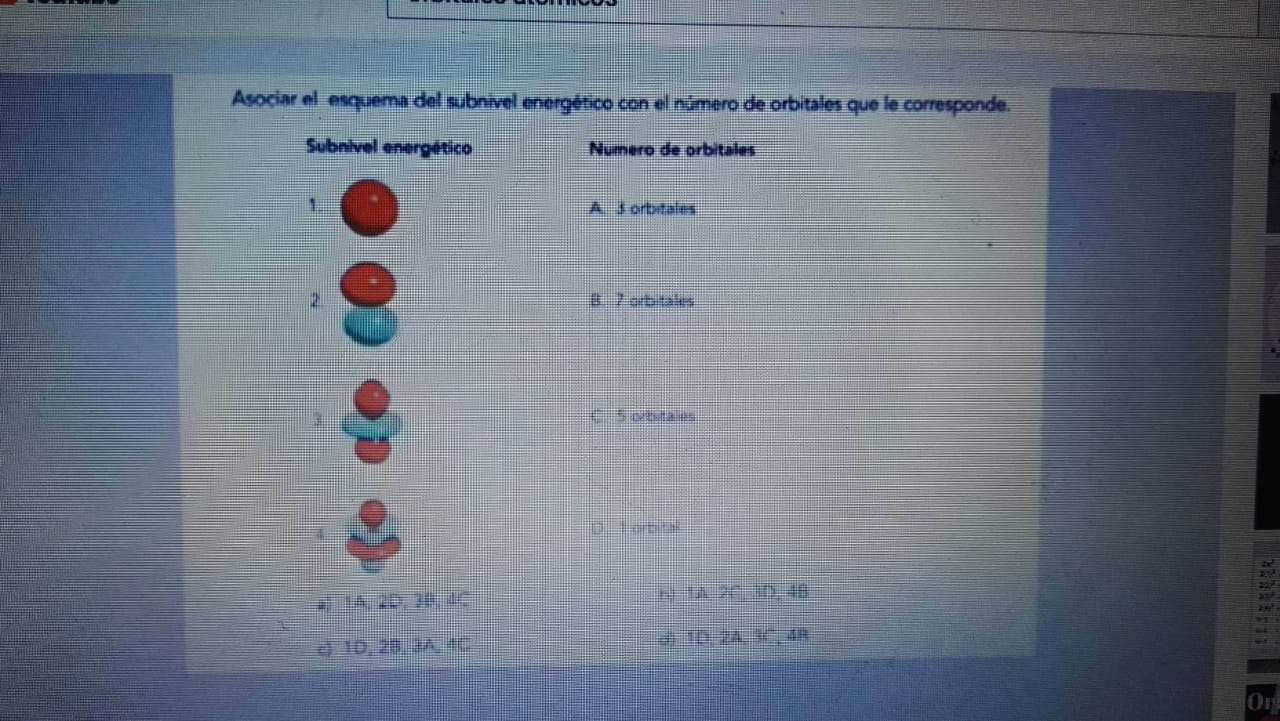 Asociar el esquema del subnivel energético con el número de orbitales que le corresponde.
Subnivel energético
Numero de orbitales
1.
A. 3 orbitales
2.
B. 7 orbitales
3.
C. 5 orbitales
4.
D. 1 orbital
a) 1A, 2D, 3B, 4C
b) 1A, 2C, 3D, 4B
c) 1D, 2B, 3A, 4C
d) 1D, 2A, 3C, 4B